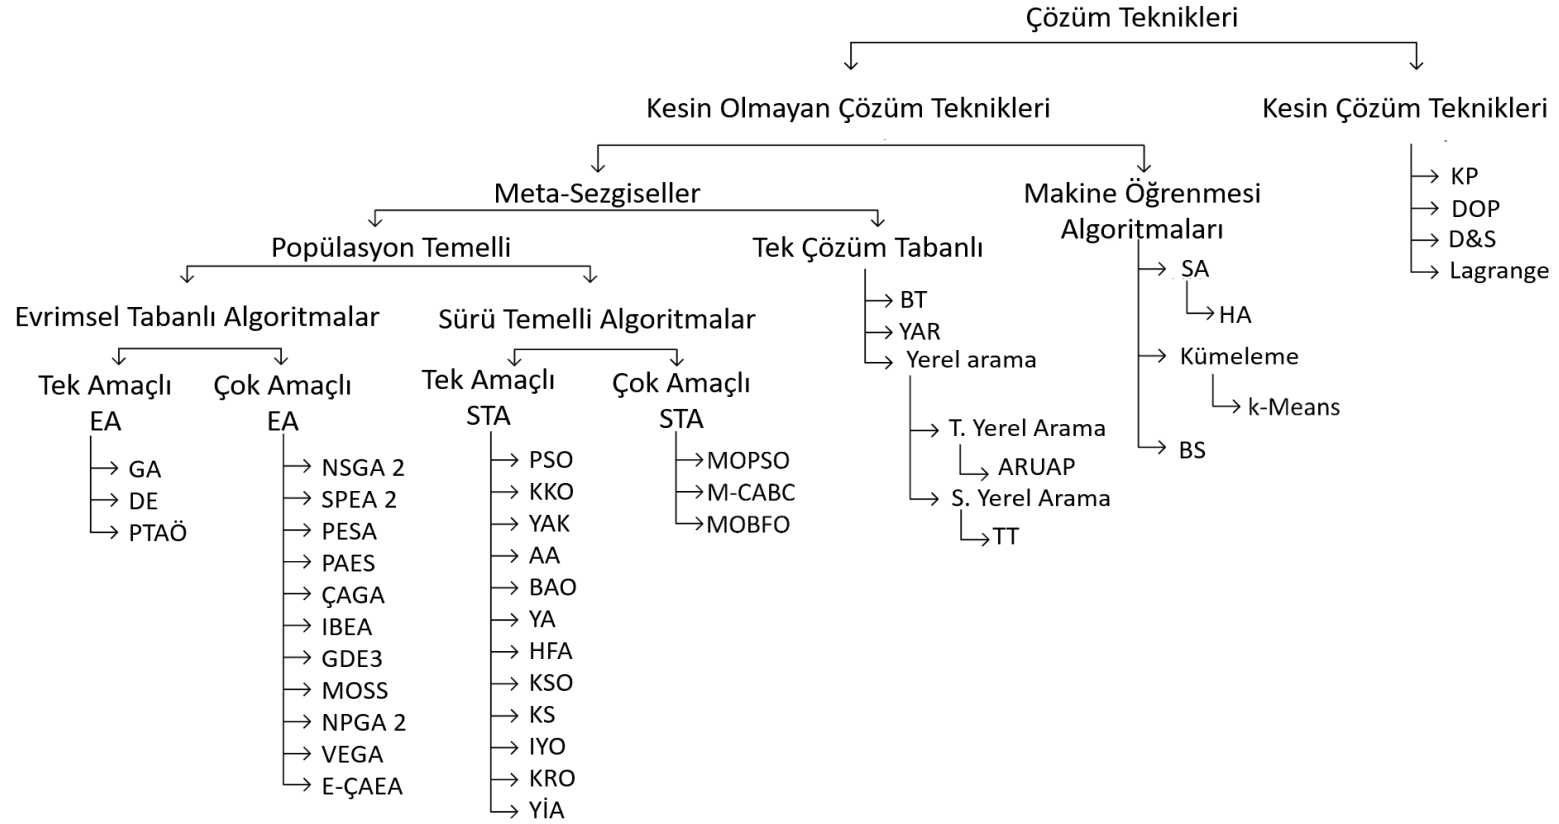 Çözüm Teknikleri
Kesin Olmayan Çözüm Teknikleri
Kesin Çözüm Teknikleri
KP
DOP
D&S
Lagrange
Meta-Sezgiseller
Makine Öğrenmesi
Algoritmaları
SA
HA
Kümeleme
k-Means
BS
Popülasyon Temelli
Tek Çözüm Tabanlı
BT
YAR
Yerel arama
T. Yerel Arama
ARUAP
S. Yerel Arama
TT
Evrimsel Tabanlı Algoritmalar
Sürü Temelli Algoritmalar
Tek Amaçlı
EA
GA
DE
PTAÖ
Çok Amaçlı
EA
NSGA 2
SPEA 2
PESA
PAES
ÇAGA
IBEA
GDE3
MOSS
NPGA 2
VEGA
E-ÇAEA
Tek Amaçlı
STA
PSO
KKO
YAK
AA
BAO
YA
HFA
KSO
KS
IYO
KRO
YİA
Çok Amaçlı
STA
MOPSO
M-CABC
MOBFO